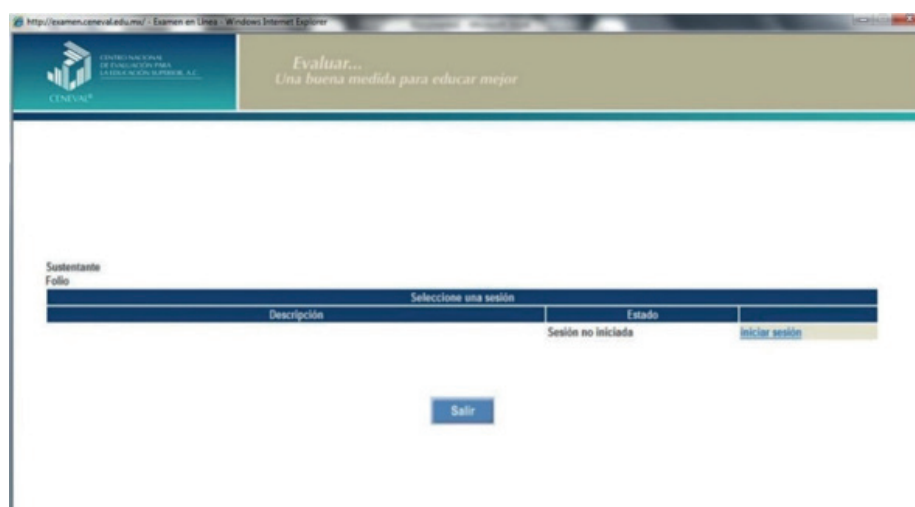 http://examen.ceneval.edu.mx/ - Examen en Línea - Windows Internet Explorer
CENTRO NACIONAL
DE EVALUACIÓN PARA
LA EDUCACIÓN SUPERIOR, A.C.
CENEVAL®
Evaluar...
Una buena medida para educar mejor
Sustentante
Folio
Seleccione una sesión
Descripción Estado
Sesión no iniciada iniciar sesión
Salir